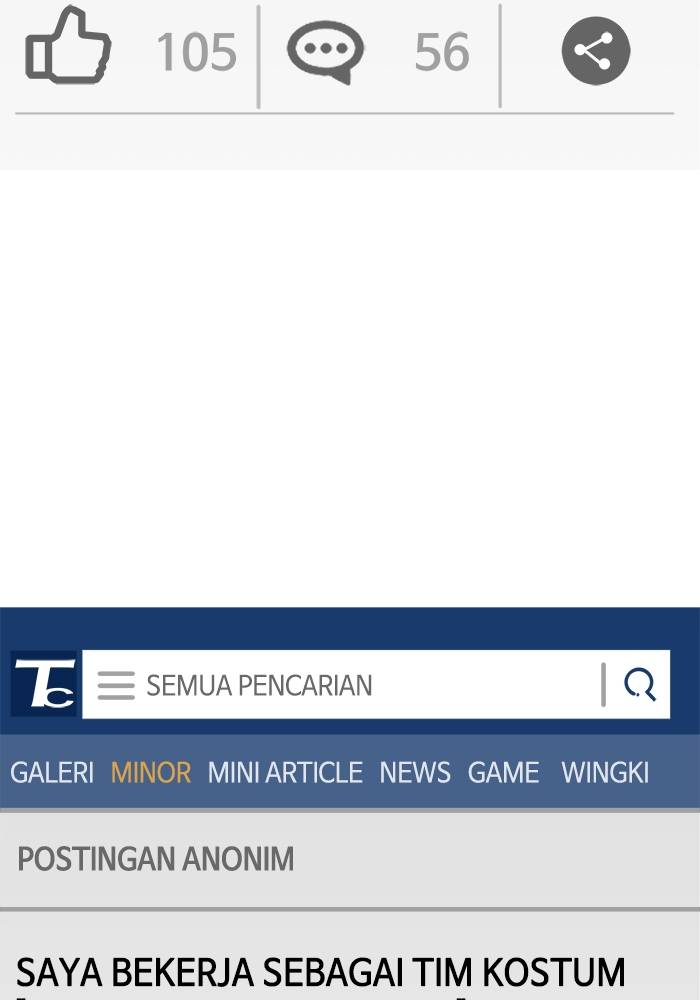 105 56
Tc
SEMUA PENCARIAN
GALERI MINOR MINI ARTICLE NEWS GAME WINGKI
POSTINGAN ANONIM
SAYA BEKERJA SEBAGAI TIM KOSTUM